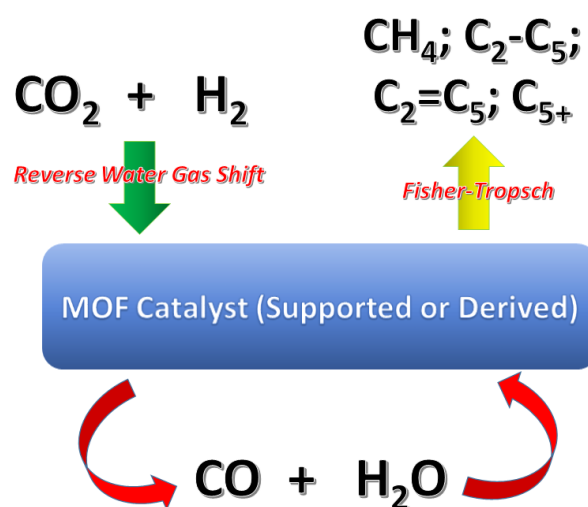 CO₂ + H₂
Reverse Water Gas Shift
CH₄; C₂-C₅;
C₂=C₅; C₅₊
Fisher-Tropsch
MOF Catalyst (Supported or Derived)
CO + H₂O